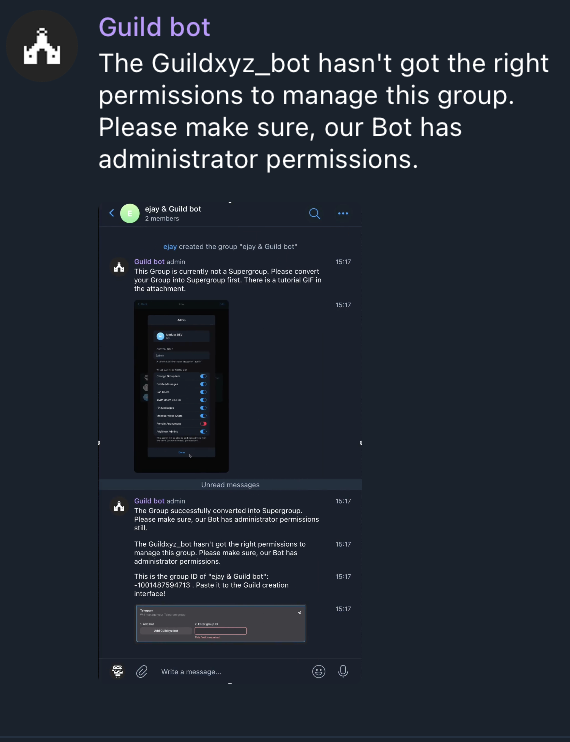 Guild bot
The Guildxyz_bot hasn't got the right
permissions to manage this group.
Please make sure, our Bot has
administrator permissions.
ejay & Guild bot
2 members
E
ejay created the group "ejay & Guild bot"
Guild bot admin
15:17
This Group is currently not a Supergroup. Please convert
your Group into Supergroup first. There is a tutorial GIF in
the attachment.
15:17
Unread messages
Guild bot admin
15:17
The Group successfully converted into Supergroup.
Please make sure, our Bot has administrator permissions
still.
The Guildxyz_bot hasn't got the right permissions to
15:17
manage this group. Please make sure, our Bot has
administrator permissions.
This is the group ID of "ejay & Guild bot":
15:17
-1001487594713 . Paste it to the Guild creation
interface!
15:17
Write a message...